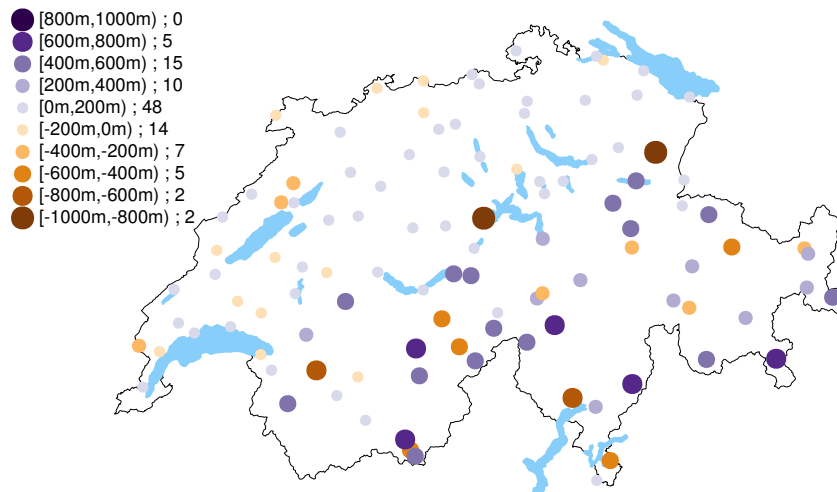 [800m,1000m) ; 0
[600m,800m) ; 5
[400m,600m) ; 15
[200m,400m) ; 10
[0m,200m) ; 48
[-200m,0m) ; 14
[-400m,-200m) ; 7
[-600m,-400m) ; 5
[-800m,-600m) ; 2
[-1000m,-800m) ; 2